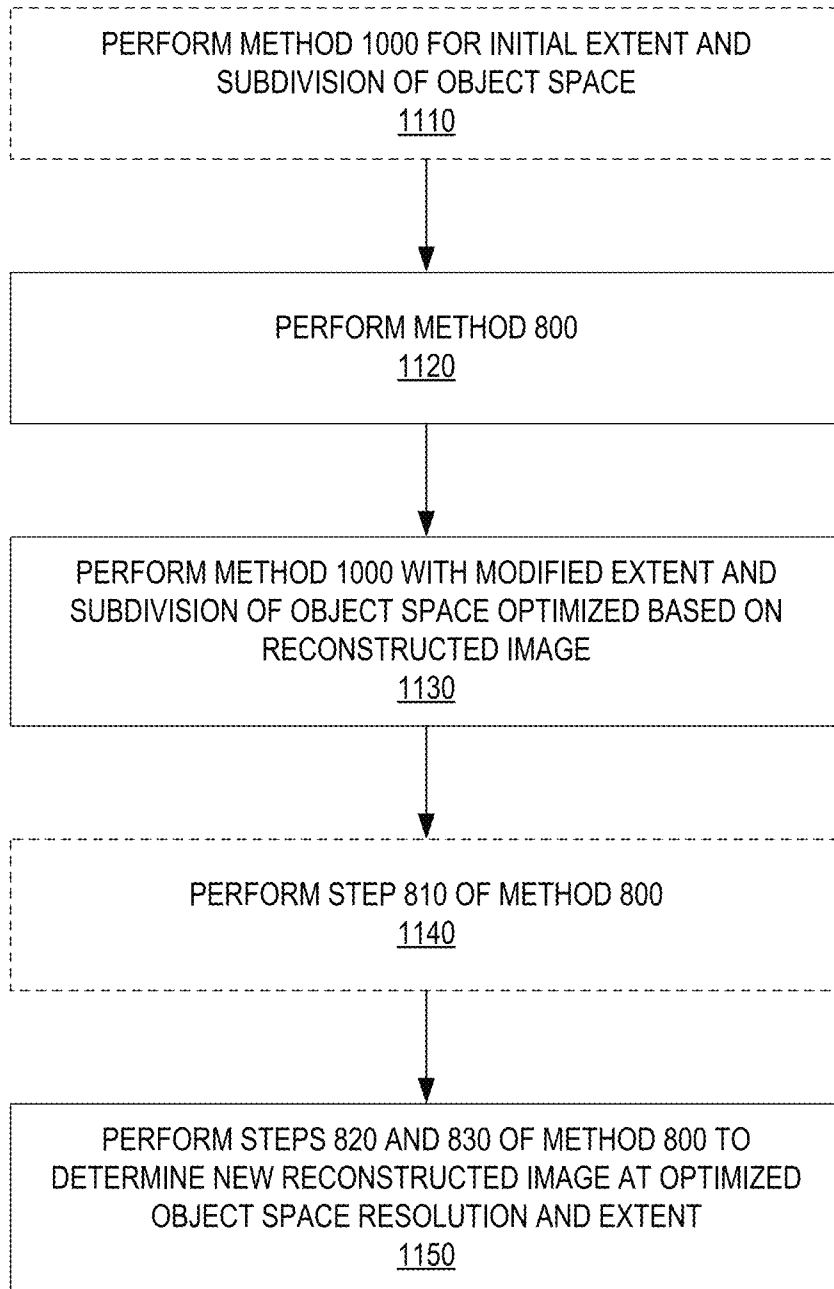 PERFORM METHOD 1000 FOR INITIAL EXTENT AND
SUBDIVISION OF OBJECT SPACE
1110
PERFORM METHOD 800
1120
PERFORM METHOD 1000 WITH MODIFIED EXTENT AND
SUBDIVISION OF OBJECT SPACE OPTIMIZED BASED ON
RECONSTRUCTED IMAGE
1130
PERFORM STEP 810 OF METHOD 800
1140
PERFORM STEPS 820 AND 830 OF METHOD 800 TO
DETERMINE NEW RECONSTRUCTED IMAGE AT OPTIMIZED
OBJECT SPACE RESOLUTION AND EXTENT
1150